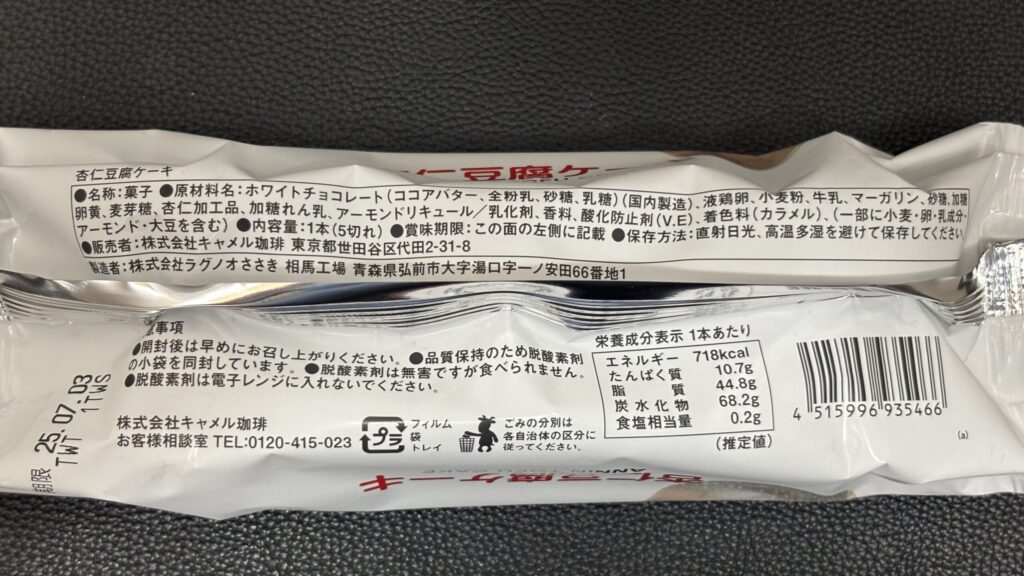 仁豆腐ケー
杏仁豆腐ケーキ
●名称:菓子 ●原材料名:ホワイトチョコレート(ココアバター、全粉乳、砂糖、乳糖)(国内製造)、液鶏卵、小麦粉、牛乳、マーガリン、砂糖、加糖
卵黄、麦芽糖、杏仁加工品、加糖れん乳、アーモンドリキュール/乳化剤、香料、酸化防止剤(V.E)、着色料(カラメル)、(一部に小麦・卵・乳成分・
アーモンド・大豆を含む) ●内容量:1本(5切れ) ●賞味期限:この面の左側に記載 ●保存方法:直射日光、高温多湿を避けて保存してください
●販売者:株式会社キャメル珈琲 東京都世田谷区代田2-31-8
製造者:株式会社ラグノオささき 相馬工場 青森県弘前市大字湯口字一ノ安田66番地1
意事項
●開封後は早めにお召し上がりください。 ●品質保持のため脱酸素剤
の小袋を同封しています。 ●脱酸素剤は無害ですが食べられません。
●脱酸素剤は電子レンジに入れないでください。
株式会社キャメル珈琲
お客様相談室 TEL:0120-415-023
プラ
フィルム
袋
トレイ
ごみの分別は
各自治体の区分に
従ってください。
栄養成分表示 1本あたり
エネルギー 718kcal
たんぱく質 10.7g
脂質 44.8g
炭水化物 68.2g
食塩相当量 0.2g
(推定値)
4 515996 935466
(a)
期限 25.07.03
TWT 1TWS
杏仁豆腐ケーキ